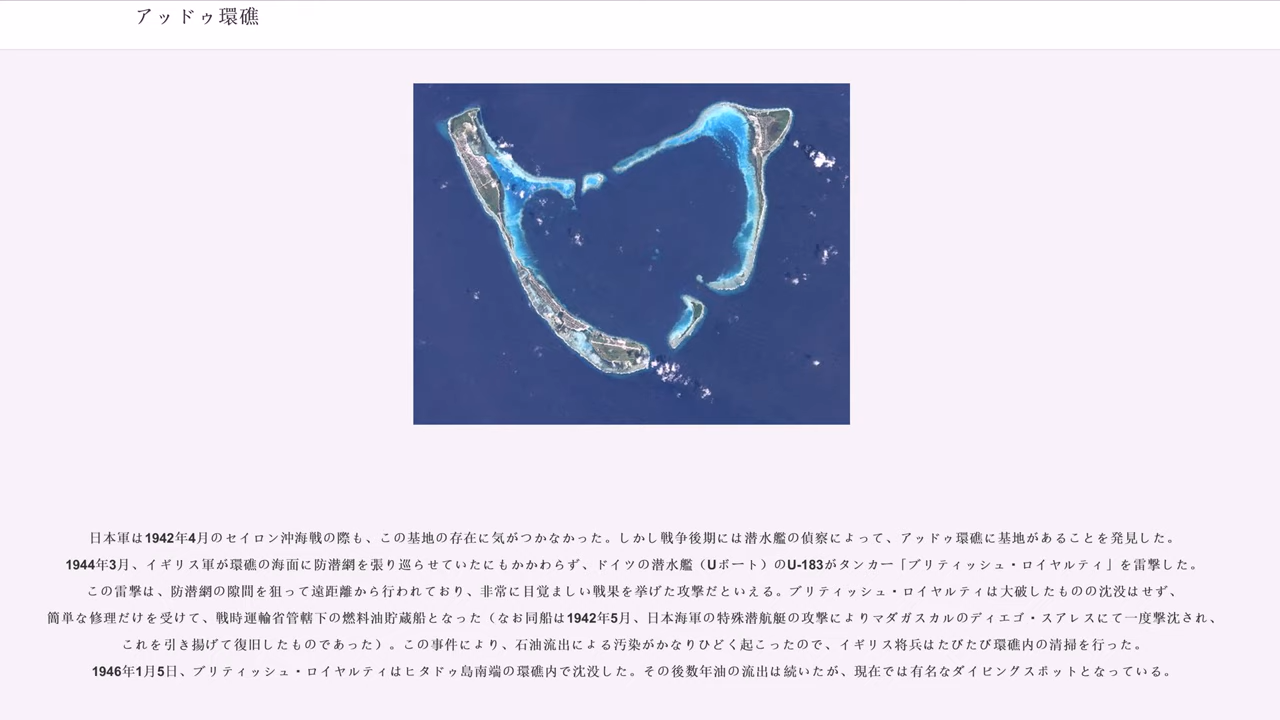 アッドゥ環礁
日本軍は1942年4月のセイロン沖海戦の際も、この基地の存在に気がつかなかった。しかし戦争後期には潜水艦の偵察によって、アッドゥ環礁に基地があることを発見した。
1944年3月、イギリス軍が環礁の海面に防潜網を張り巡らせていたにもかかわらず、ドイツの潜水艦（Uボート）のU-183がタンカー「ブリティッシュ・ロイヤルティ」を雷撃した。
この雷撃は、防潜網の隙間を狙って遠距離から行われており、非常に目覚ましい戦果を挙げた攻撃だといえる。ブリティッシュ・ロイヤルティは大破したものの沈没はせず、
簡単な修理だけを受けて、戦時運輸省管轄下の燃料油貯蔵船となった（なお同船は1942年5月、日本海軍の特殊潜航艇の攻撃によりマダガスカルのディエゴ・スアレスにて一度撃沈され、
これを引き揚げて復旧したものであった）。この事件により、石油流出による汚染がかなりひどく起こったので、イギリス将兵はたびたび環礁内の清掃を行った。
1946年1月5日、ブリティッシュ・ロイヤルティはヒタドゥ島南端の環礁内で沈没した。その後数年油の流出は続いたが、現在では有名なダイビングスポットとなっている。